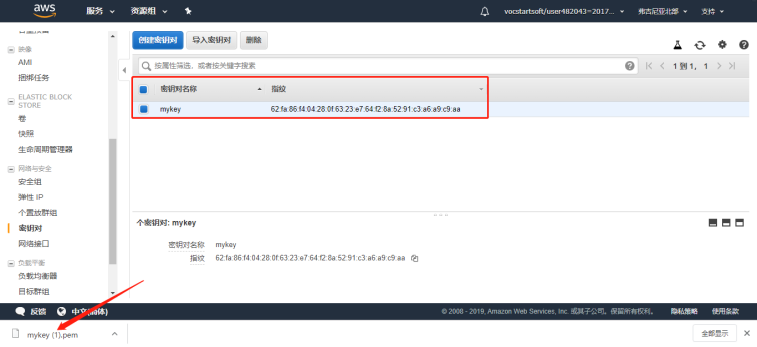 aws 服务 资源组 vocstartsoft/user482043=2017... 弗吉尼亚北部 支持
映像
AMI
捆绑任务
ELASTIC BLOCK
STORE
卷
快照
生命周期管理器
网络与安全
安全组
弹性 IP
个置放群组
密钥对
网络接口
负载平衡
负载均衡器
目标群组
创建密钥对 导入密钥对 删除
按属性筛选，或者按关键字搜索 1 到 1， 1
密钥对名称 指纹
mykey 62:fa:86:f4:04:28:0f:63:23:e7:64:f2:8a:52:91:c3:a6:a9:c9:aa
个密钥对: mykey
密钥对名称 mykey
指纹 62:fa:86:f4:04:28:0f:63:23:e7:64:f2:8a:52:91:c3:a6:a9:c9:aa
反馈 中文(简体) © 2008 - 2019, Amazon Web Services, Inc. 或其子公司。保留所有权利。 隐私策略 使用条款
mykey (1).pem 全部显示